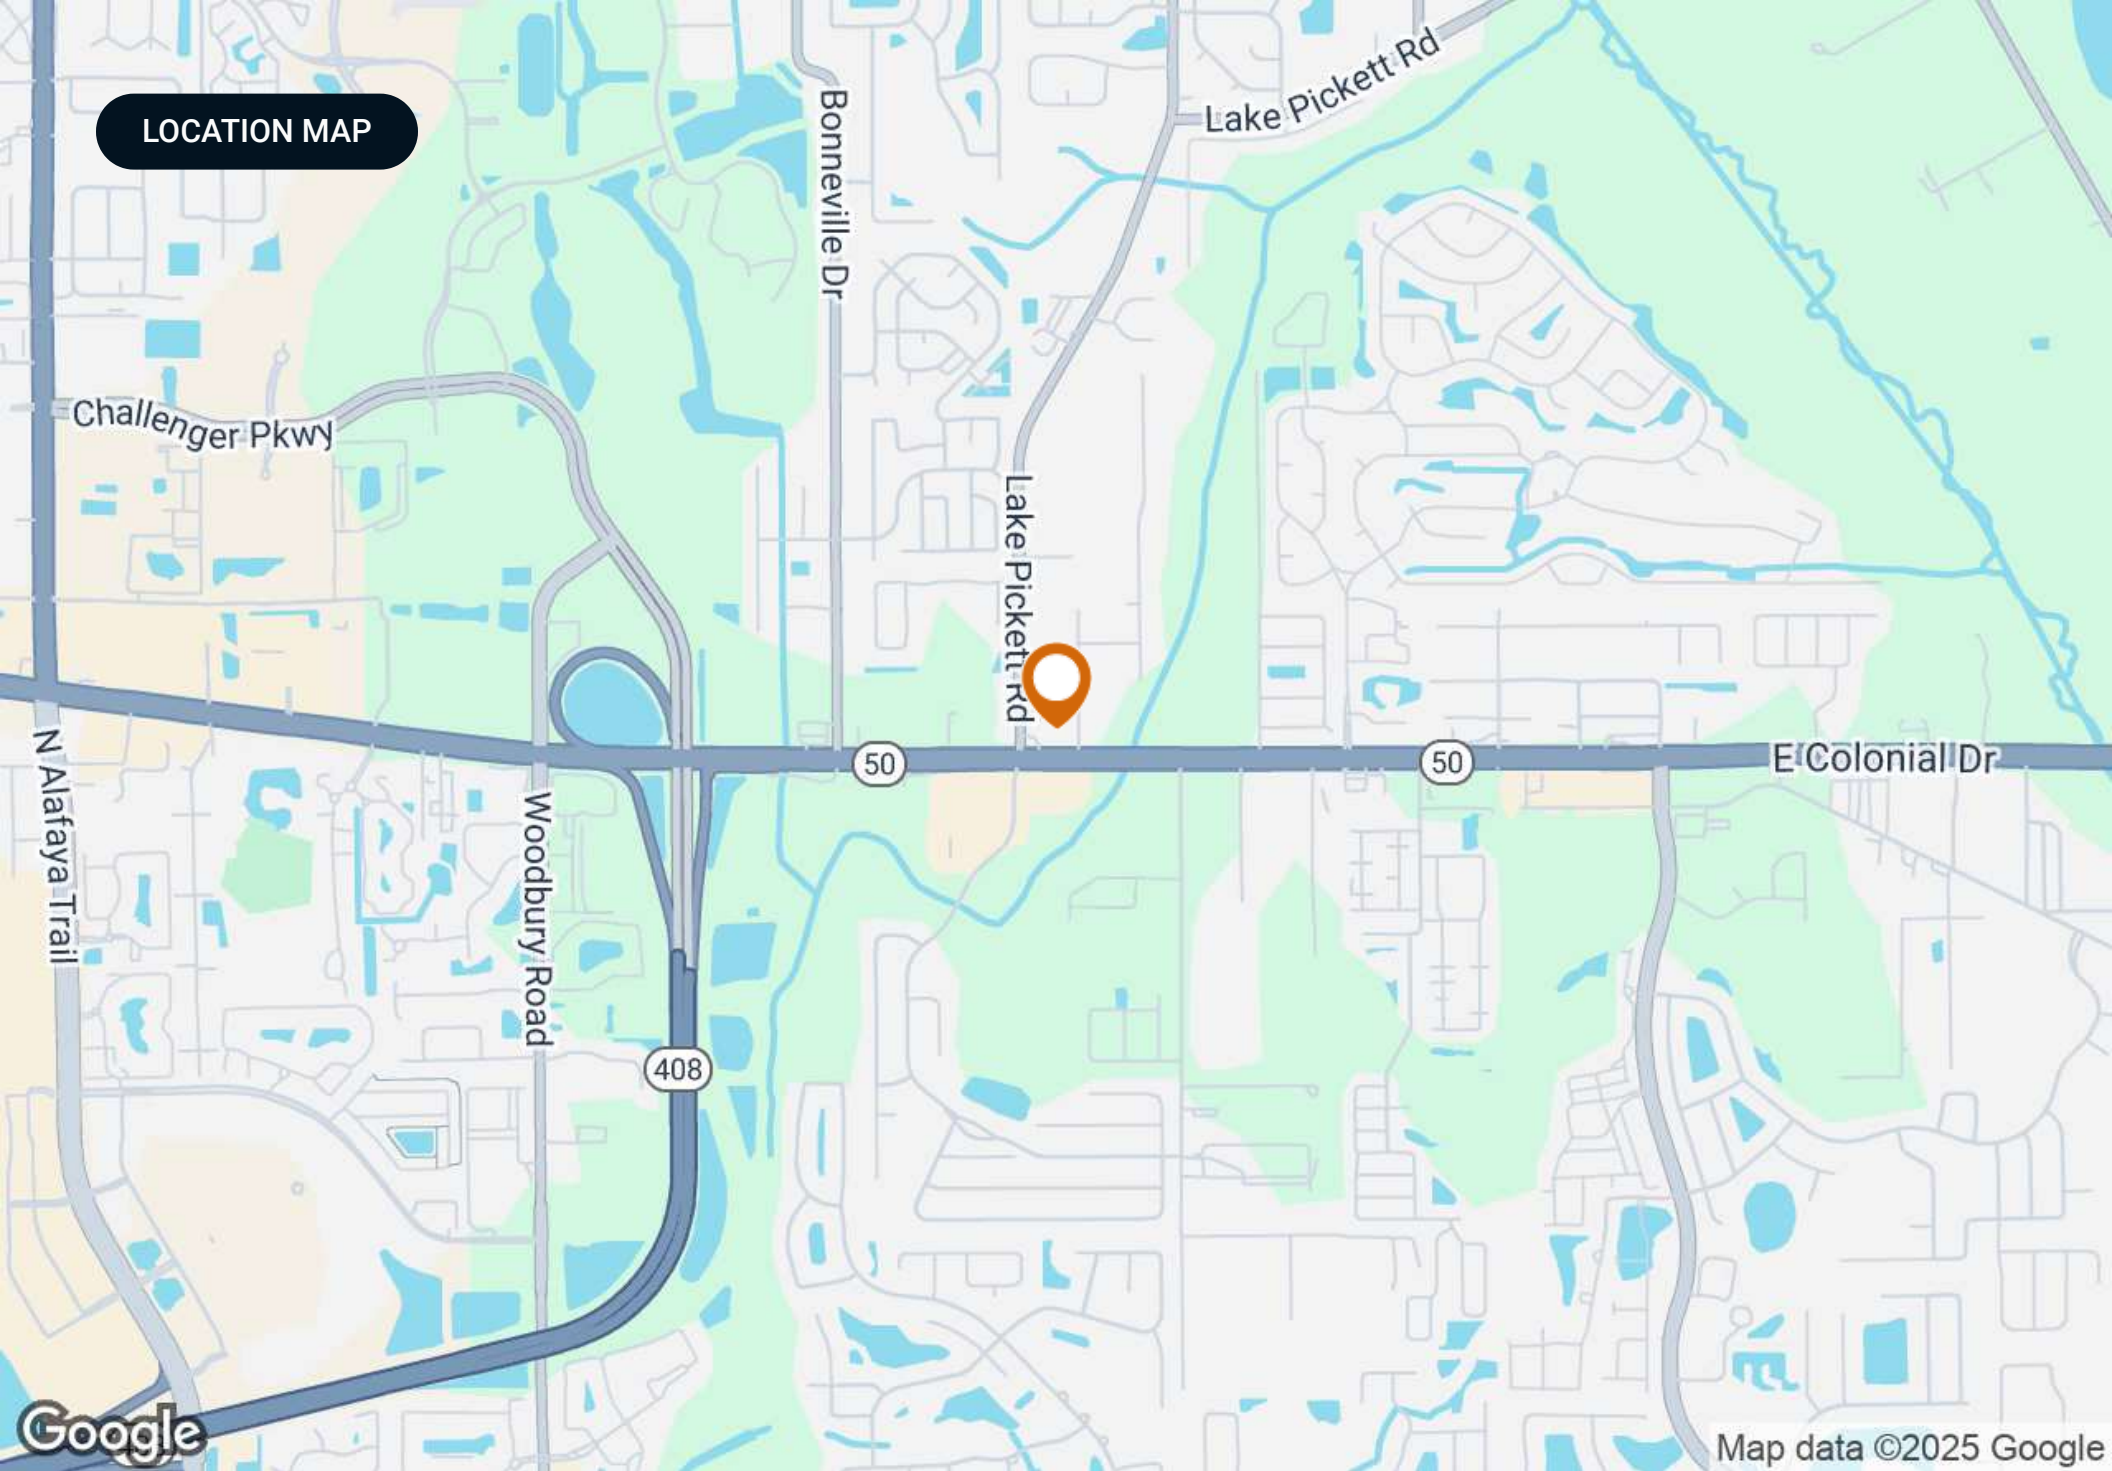 LOCATION MAP
Lake Pickett Rd
Bonneville Dr
Challenger Pkwy
Lake Pickett Rd
50
50
E Colonial Dr
N Alafaya Trail
Woodbury Road
408
Google
Map data ©2025 Google